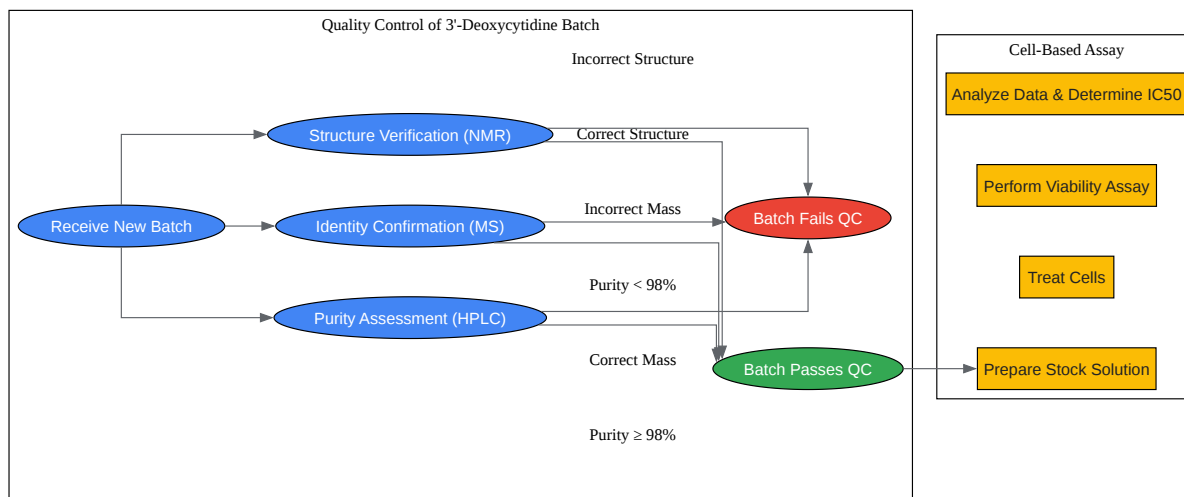 Quality Control of 3'-Deoxycytidine Batch
Incorrect Structure
Structure Verification (NMR)
Correct Structure
Receive New Batch
Identity Confirmation (MS)
Incorrect Mass
Batch Fails QC
Purity < 98%
Purity Assessment (HPLC)
Correct Mass
Batch Passes QC
Purity ≥ 98%
Cell-Based Assay
Analyze Data & Determine IC50
Perform Viability Assay
Treat Cells
Prepare Stock Solution